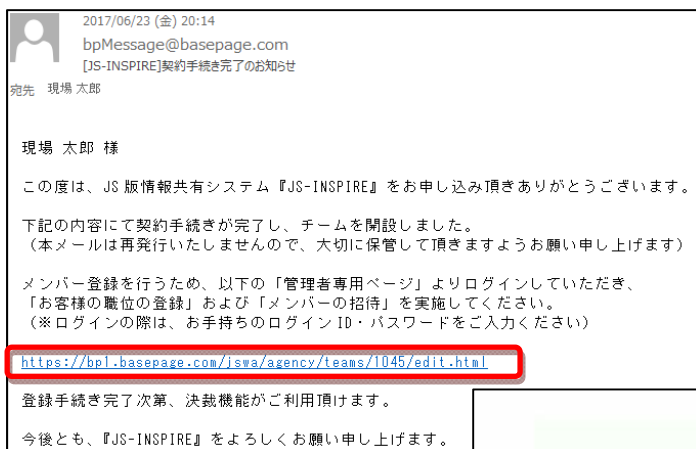 2017/06/23 (金) 20:14
bpMessage@basepage.com
[JS-INSPIRE]契約手続き完了のお知らせ
宛先 現場 太郎
現場 太郎 様
この度は、JS版情報共有システム『JS-INSPIRE』をお申し込み頂きありがとうございます。
下記の内容にて契約手続きが完了し、チームを開設しました。
（本メールは再発行いたしませんので、大切に保管して頂きますようお願い申し上げます）
メンバー登録を行うため、以下の「管理者専用ページ」よりログインしていただき、
「お客様の職位の登録」および「メンバーの招待」を実施してください。
（※ログインの際は、お手持ちのログインID・パスワードをご入力ください）
https://bp1.basepage.com/jswa/agency/teams/1045/edit.html
登録手続き完了次第、決裁機能がご利用頂けます。
今後とも、『JS-INSPIRE』をよろしくお願い申し上げます。